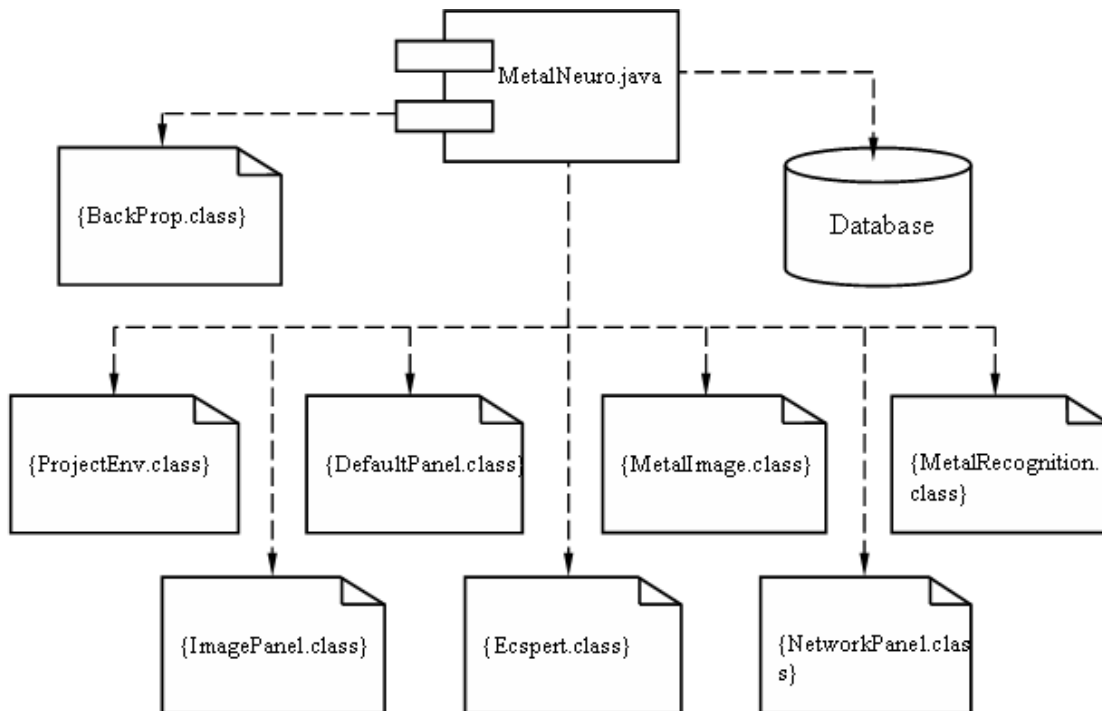 MetalNeuro.java
{BackProp.class}
Database
{ProjectEnv.class}
{DefaultPanel.class}
{MetalImage.class}
{MetalRecognition.
class}
{ImagePanel.class}
{Ecspert.class}
{NetworkPanel.clas
s}